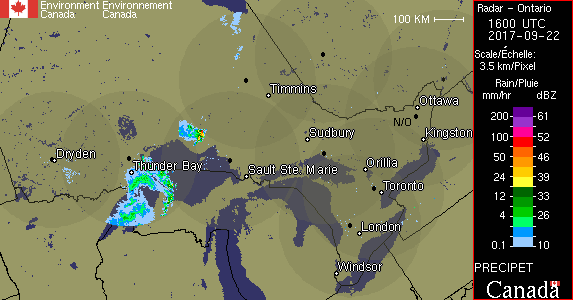 Environment Environnement
Canada Canada
100 KM
Timmins
Ottawa
N/O
Sudbury
Kingston
Dryden
Thunder Bay
Sault Ste. Marie
Orillia
Toronto
London
Windsor
Radar - Ontario
1600 UTC
2017-09-22
Scale/Échelle:
3.5 km/Pixel
Rain/Pluie
mm/hr dBZ
200 61
100 52
50 46
24 39
12 33
4 26
1 18
0.1 10
PRECIPET
Canada